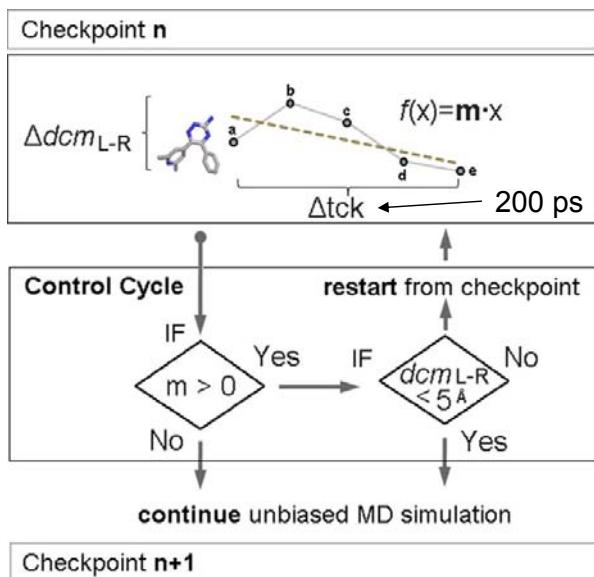 Checkpoint n
b
a
c
d
e
f(x)=m·x
Δdcm L-R
Δtck
200 ps
Control Cycle
restart from checkpoint
IF
Yes
IF
No
m > 0
dcm L-R
< 5 Å
No
Yes
continue unbiased MD simulation
Checkpoint n+1